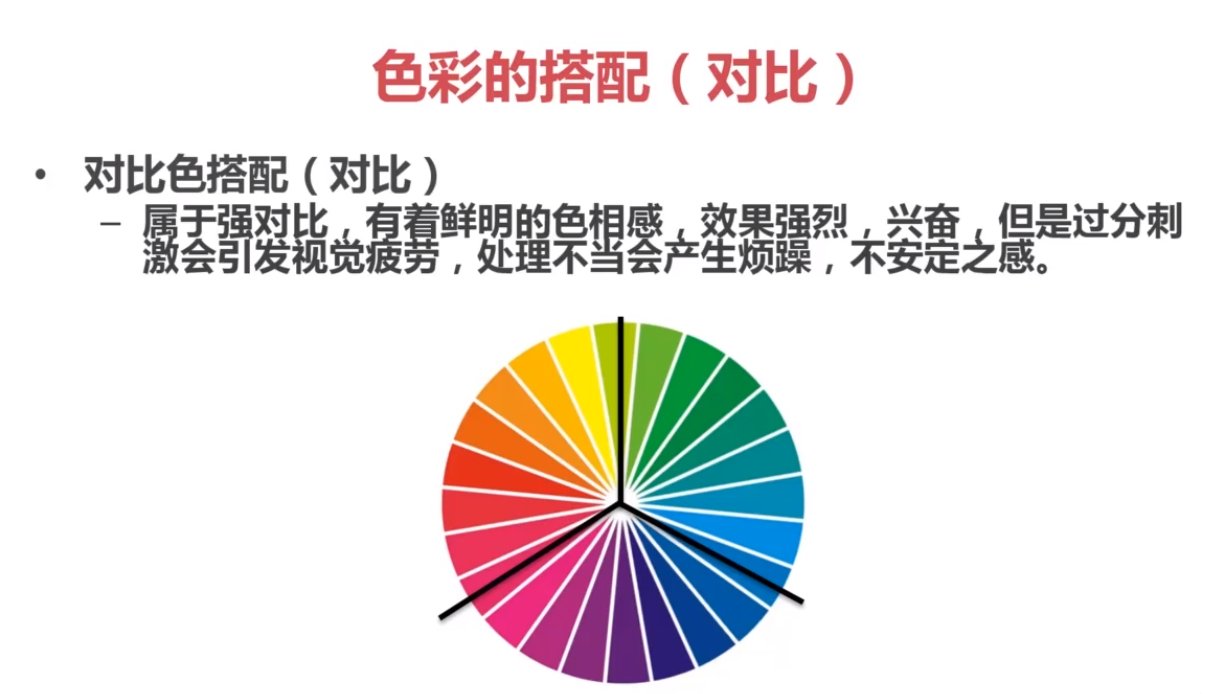 色彩的搭配（对比）
• 对比色搭配（对比）
– 属于强对比，有着鲜明的色相感，效果强烈，兴奋，但是过分刺
激会引发视觉疲劳，处理不当会产生烦躁，不安定之感。